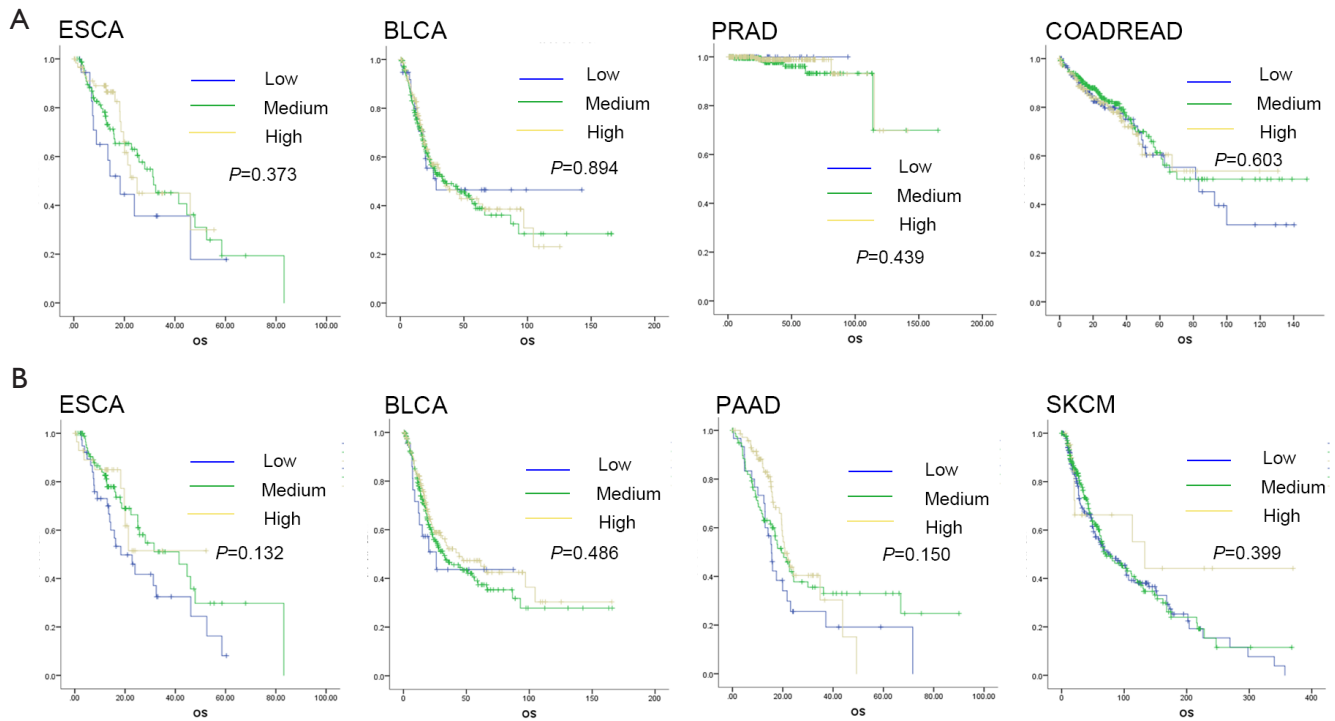 A
ESCA
1.0
0.8
0.6
0.4
0.2
0.0
Low
Medium
High
P=0.373
.00 20.00 40.00 60.00 80.00 100.00
OS
BLCA
1.0
0.8
0.6
0.4
0.2
0.0
Low
Medium
High
P=0.894
0 50 100 150 200
OS
PRAD
1.0
0.8
0.6
0.4
0.2
0.0
Low
Medium
High
P=0.439
.00 50.00 100.00 150.00 200.00
OS
COADREAD
1.0
0.8
0.6
0.4
0.2
0.0
Low
Medium
High
P=0.603
0 20 40 60 80 100 120 140
OS
B
ESCA
1.0
0.8
0.6
0.4
0.2
0.0
Low
Medium
High
P=0.132
.00 20.00 40.00 60.00 80.00 100.00
OS
BLCA
1.0
0.8
0.6
0.4
0.2
0.0
Low
Medium
High
P=0.486
0 50 100 150 200
OS
PAAD
1.0
0.8
0.6
0.4
0.2
0.0
Low
Medium
High
P=0.150
.00 20.00 40.00 60.00 80.00 100.00
OS
SKCM
1.0
0.8
0.6
0.4
0.2
0.0
Low
Medium
High
P=0.399
0 100 200 300 400
OS